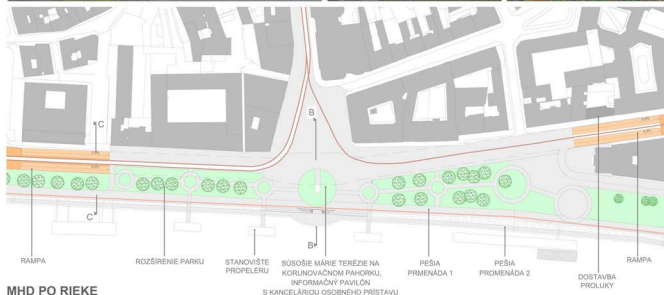 C
B
C
B
RAMPA
ROZŠÍRENIE PARKU
STANOVIŠTE
PROPELERU
SÚSOŠIE MÁRIE TERÉZIE NA
KORUNOVAČNOM PAHORKU,
INFORMAČNÝ PAVILÓN
S KANCELÁRIOU OSOBNÉHO PRÍSTAVU
PEŠIA
PRMENÁDA 1
PEŠIA
PROMENÁDA 2
DOSTAVBA
PROLUKY
RAMPA
MHD PO RIEKE